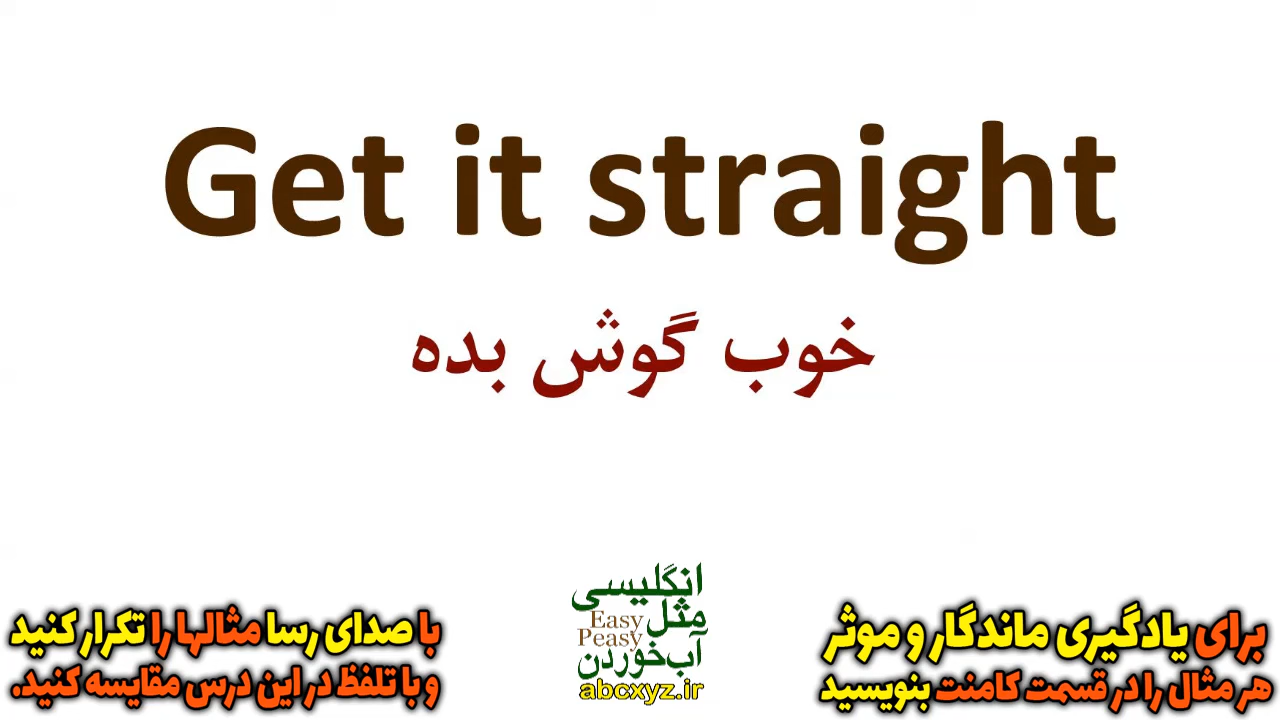 Get it straight
خوب گوش بده
انگلیسی
مثل
Easy
Peasy
آب‌خوردن
abcxyz.ir
برای یادگیری ماندگار و موثر
هر مثال را در قسمت کامنت بنویسید
با صدای رسا مثالها را تکرار کنید
و با تلفظ در این درس مقایسه کنید.